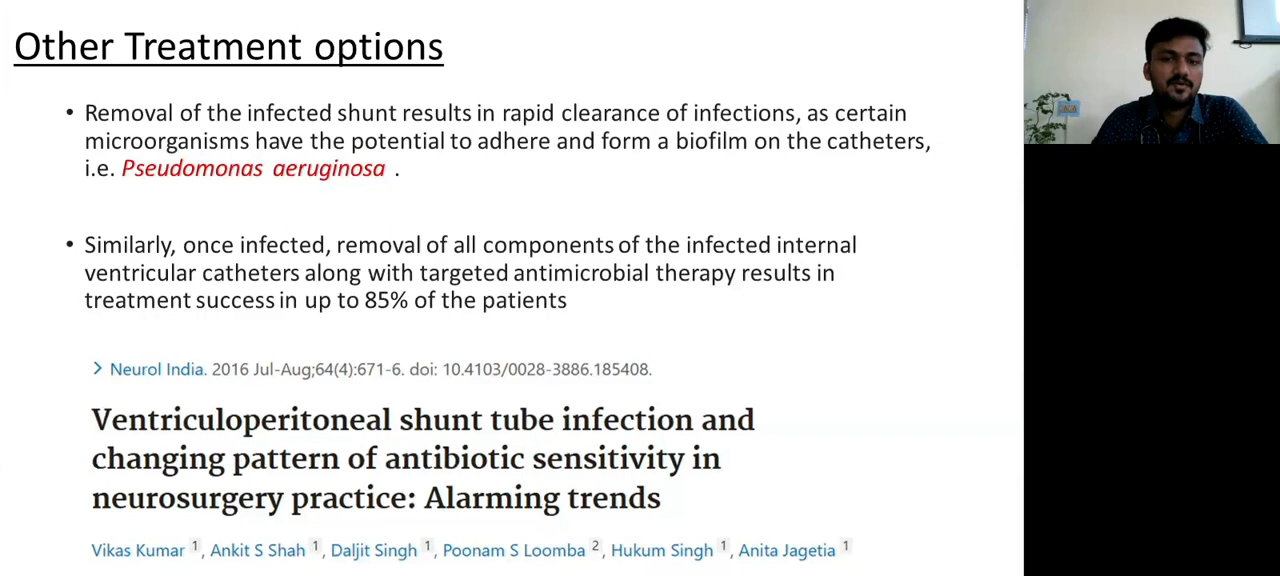 Other Treatment options
• Removal of the infected shunt results in rapid clearance of infections, as certain
microorganisms have the potential to adhere and form a biofilm on the catheters,
i.e. Pseudomonas aeruginosa .
• Similarly, once infected, removal of all components of the infected internal
ventricular catheters along with targeted antimicrobial therapy results in
treatment success in up to 85% of the patients
> Neurol India. 2016 Jul-Aug;64(4):671-6. doi: 10.4103/0028-3886.185408.
Ventriculoperitoneal shunt tube infection and
changing pattern of antibiotic sensitivity in
neurosurgery practice: Alarming trends
Vikas Kumar 1, Ankit S Shah 1, Daljit Singh 1, Poonam S Loomba 2, Hukum Singh 1, Anita Jagetia 1